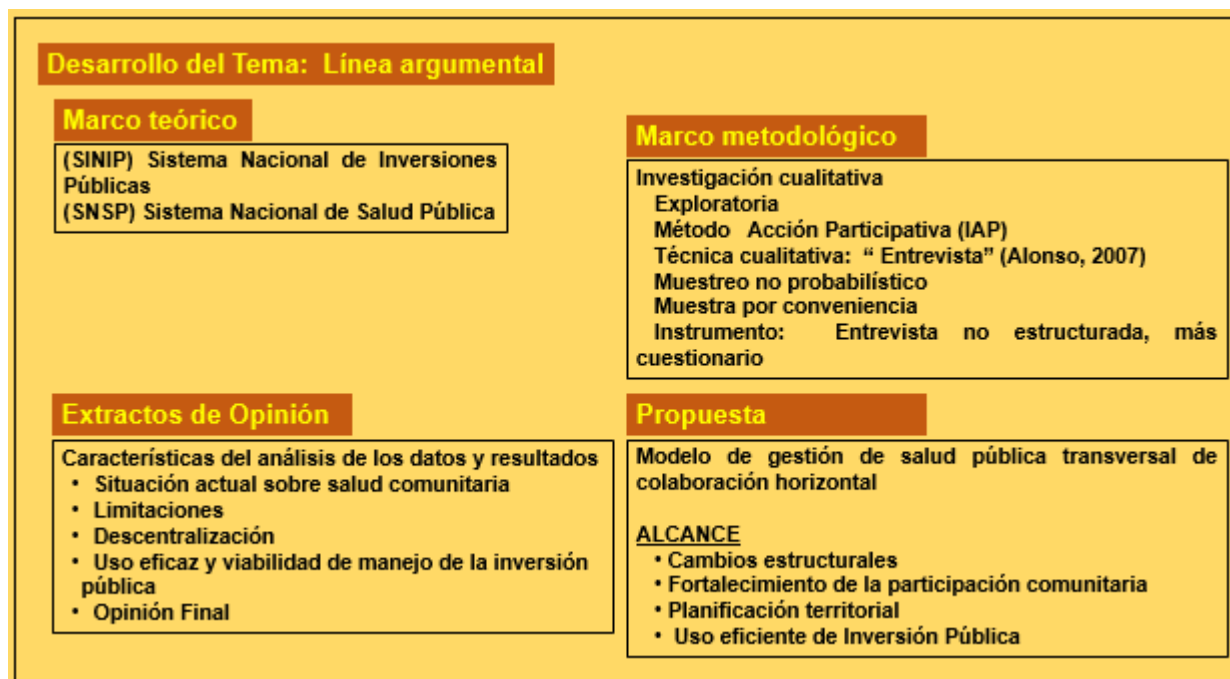 Desarrollo del Tema: Línea argumental
Marco teórico
(SINIP) Sistema Nacional de Inversiones
Públicas
(SNSP) Sistema Nacional de Salud Pública
Marco metodológico
Investigación cualitativa
Exploratoria
Método Acción Participativa (IAP)
Técnica cualitativa: “ Entrevista” (Alonso, 2007)
Muestreo no probabilístico
Muestra por conveniencia
Instrumento: Entrevista no estructurada, más
cuestionario
Extractos de Opinión
Características del análisis de los datos y resultados
• Situación actual sobre salud comunitaria
• Limitaciones
• Descentralización
• Uso eficaz y viabilidad de manejo de la inversión
pública
• Opinión Final
Propuesta
Modelo de gestión de salud pública transversal de
colaboración horizontal
ALCANCE
• Cambios estructurales
• Fortalecimiento de la participación comunitaria
• Planificación territorial
• Uso eficiente de Inversión Pública